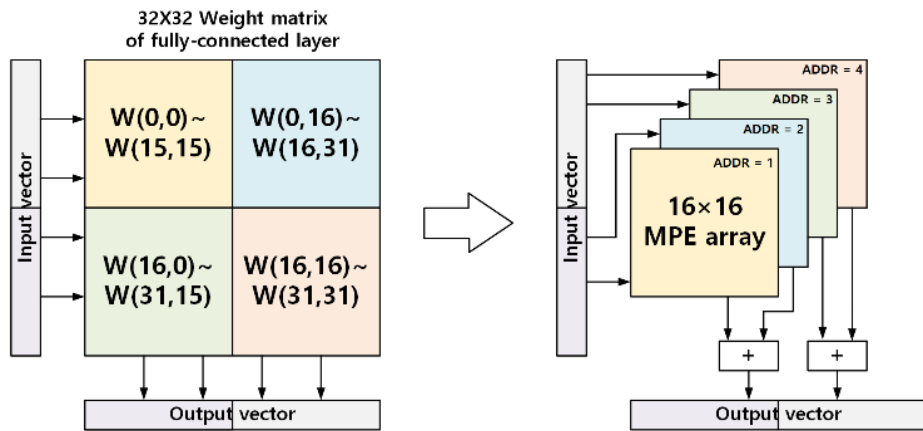 32X32 Weight matrix
of fully-connected layer
Input vector
W(0,0)~
W(15,15)
W(0,16)~
W(16,31)
W(16,0)~
W(31,15)
W(16,16)~
W(31,31)
Output vector
Input vector
ADDR = 4
ADDR = 3
ADDR = 2
ADDR = 1
16×16
MPE array
+
+
Output vector